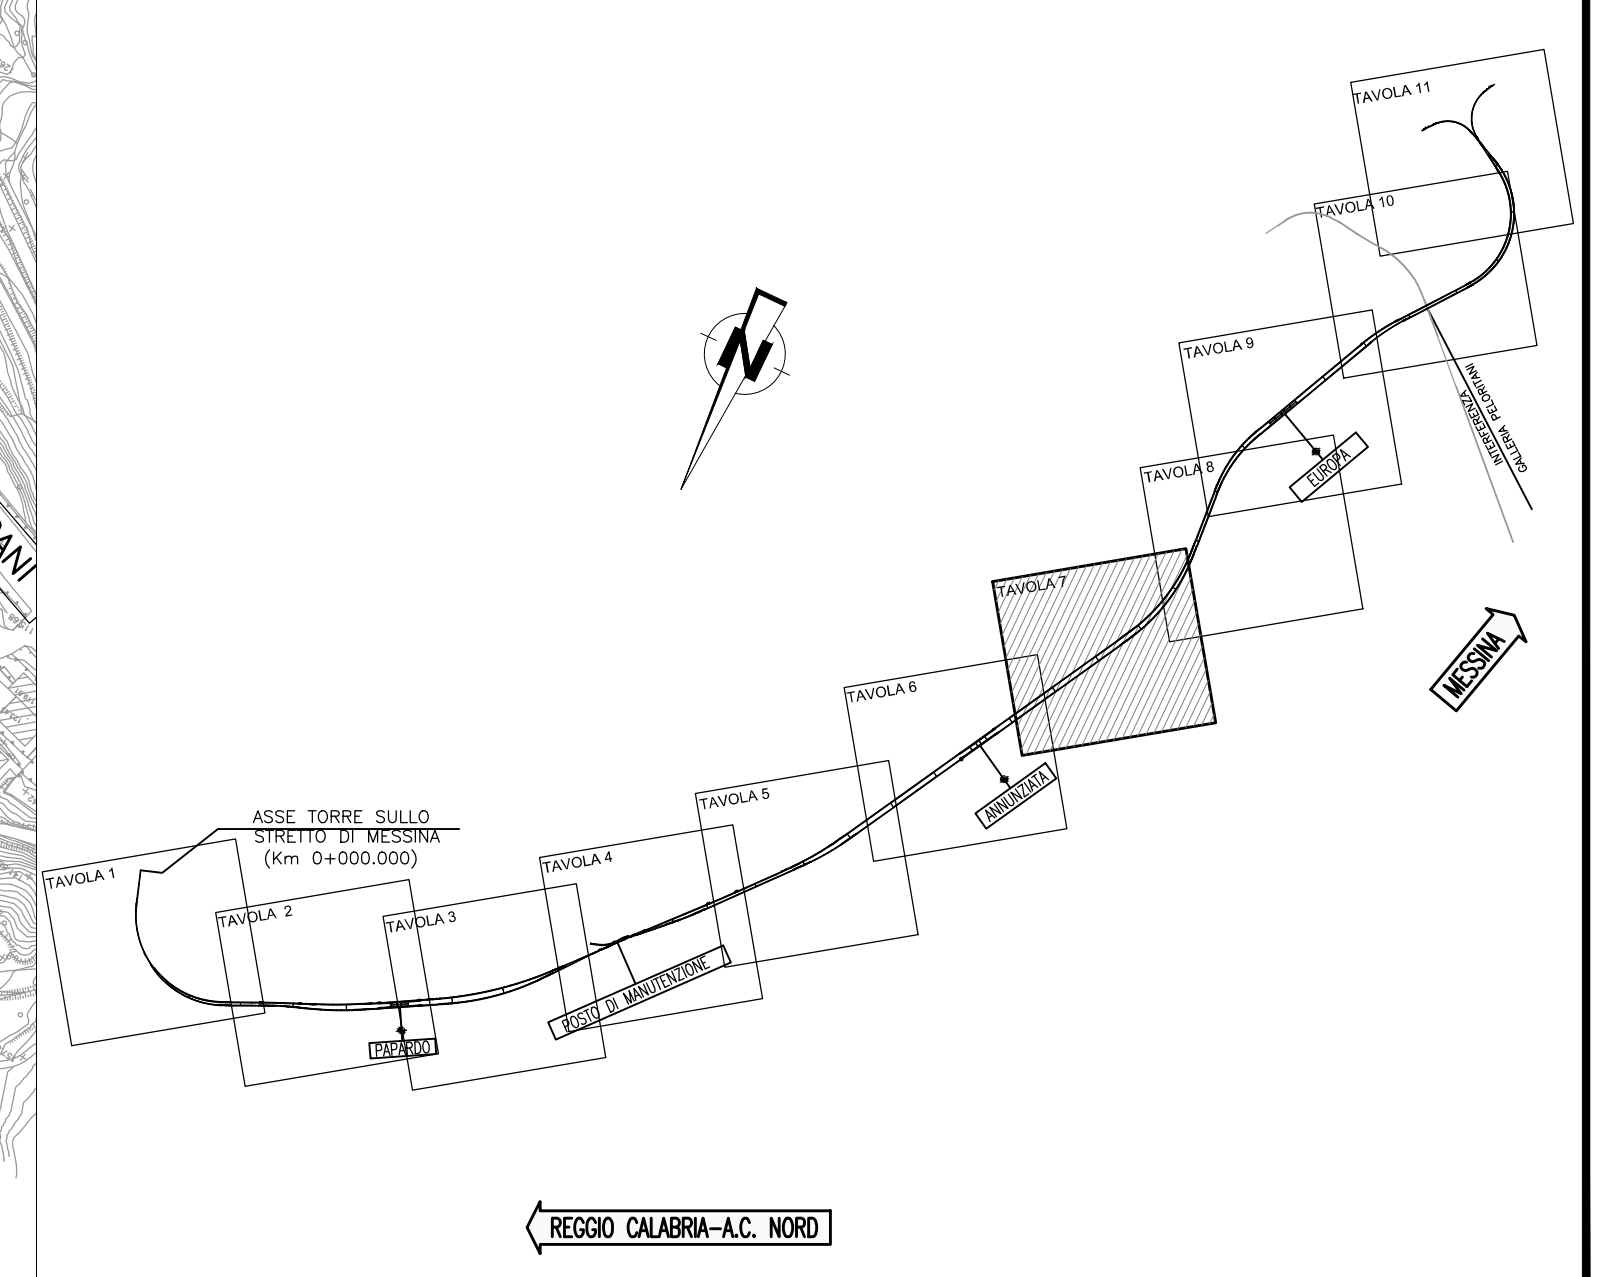 TAVOLA 11
TAVOLA 10
TAVOLA 9
INTERFERENZA
GALLERIA PELORITANI
N
EUROPA
TAVOLA 8
TAVOLA 7
MESSINA
TAVOLA 6
ANNUNZIATA
TAVOLA 5
ASSE TORRE SULLO
STRETTO DI MESSINA
(Km 0+000.000)
TAVOLA 4
TAVOLA 1
TAVOLA 2
TAVOLA 3
POSTO DI MANUTENZIONE
PAPARDO
REGGIO CALABRIA-A.C. NORD